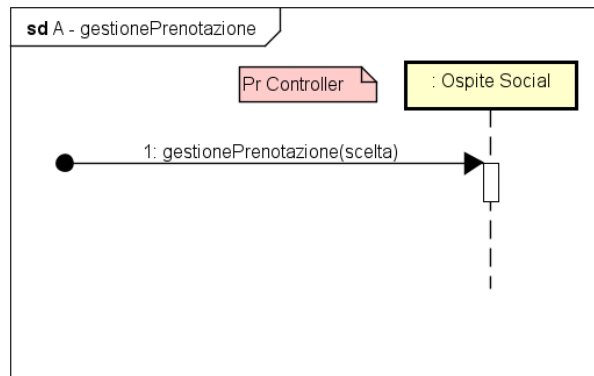 sd A - gestionePrenotazione
Pr Controller
: Ospite Social
1: gestionePrenotazione(scelta)